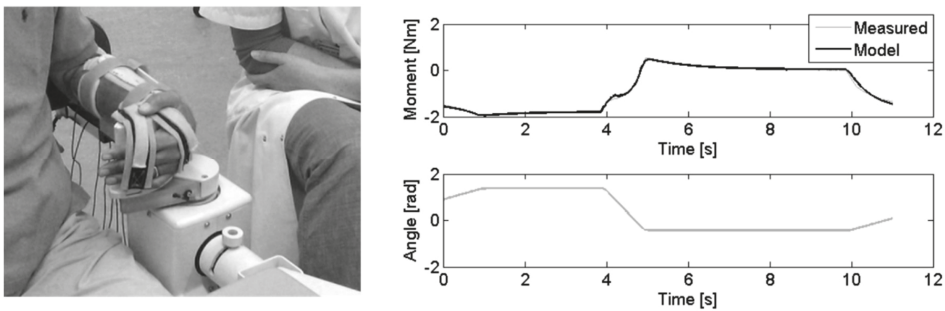 2
0
-2
Moment [Nm]
Measured
Model
0 2 4 6 8 10 12
Time [s]
2
0
-2
Angle [rad]
0 2 4 6 8 10 12
Time [s]